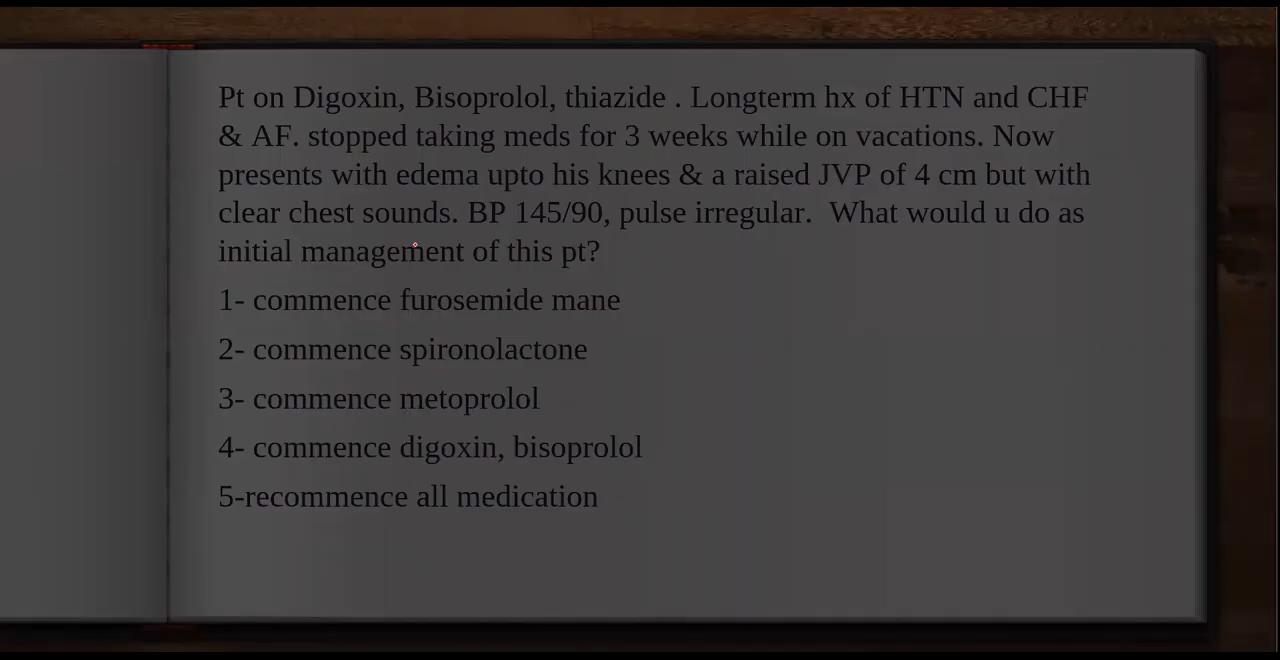 Pt on Digoxin, Bisoprolol, thiazide . Longterm hx of HTN and CHF
& AF. stopped taking meds for 3 weeks while on vacations. Now
presents with edema upto his knees & a raised JVP of 4 cm but with
clear chest sounds. BP 145/90, pulse irregular.  What would u do as
initial management of this pt?
1- commence furosemide mane
2- commence spironolactone
3- commence metoprolol
4- commence digoxin, bisoprolol
5-recommence all medication